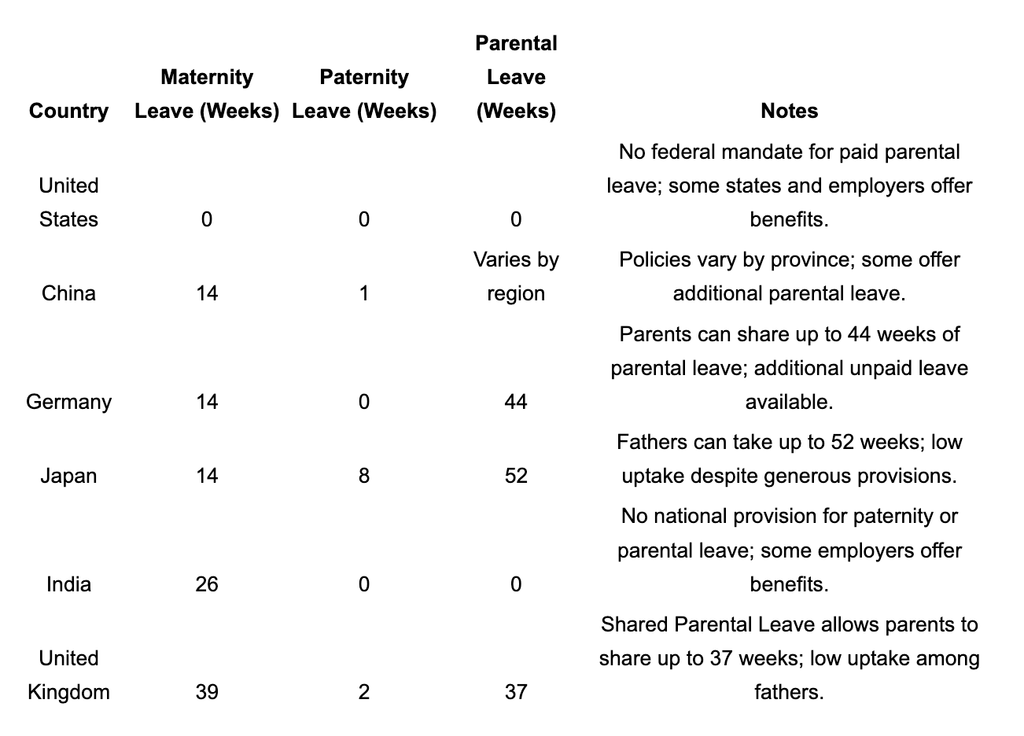 Country Maternity Leave (Weeks) Paternity Leave (Weeks) Parental Leave (Weeks) Notes
United States 0 0 0 No federal mandate for paid parental leave; some states and employers offer benefits.
China 14 1 Varies by region Policies vary by province; some offer additional parental leave.
Germany 14 0 44 Parents can share up to 44 weeks of parental leave; additional unpaid leave available.
Japan 14 8 52 Fathers can take up to 52 weeks; low uptake despite generous provisions.
India 26 0 0 No national provision for paternity or parental leave; some employers offer benefits.
United Kingdom 39 2 37 Shared Parental Leave allows parents to share up to 37 weeks; low uptake among fathers.